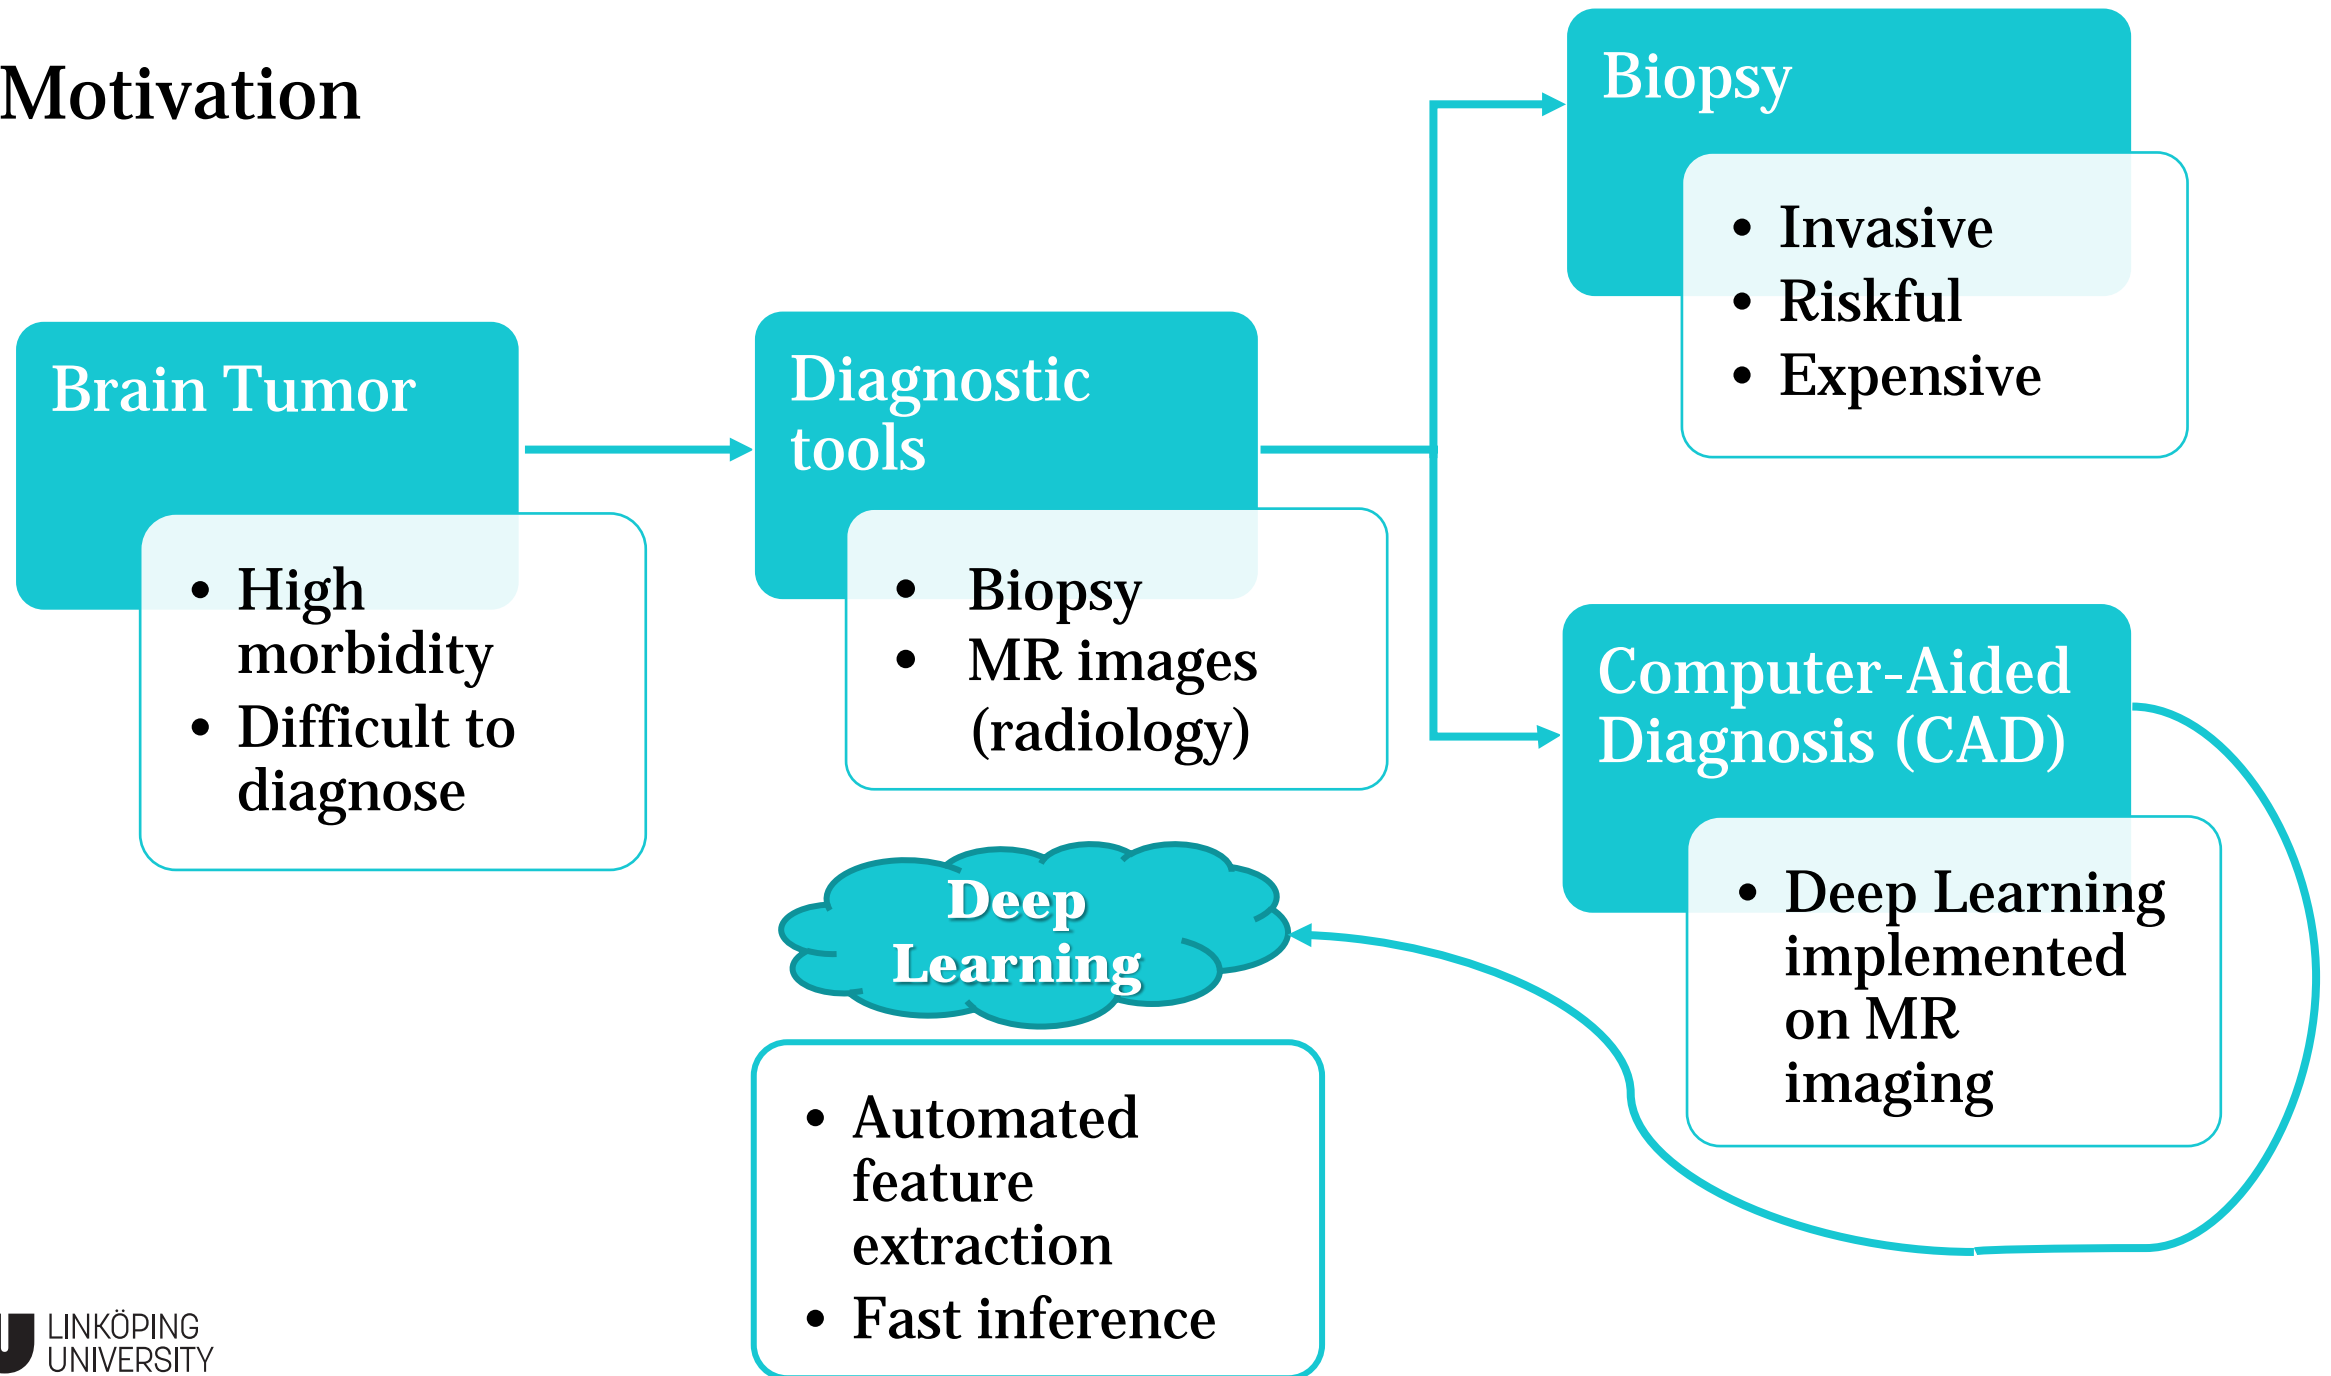 Motivation
Brain Tumor
• High
morbidity
• Difficult to
diagnose
Diagnostic
tools
• Biopsy
• MR images
(radiology)
Biopsy
• Invasive
• Riskful
• Expensive
Computer-Aided
Diagnosis (CAD)
• Deep Learning
implemented
on MR
imaging
Deep
Learning
• Automated
feature
extraction
• Fast inference
LINKÖPING
UNIVERSITY